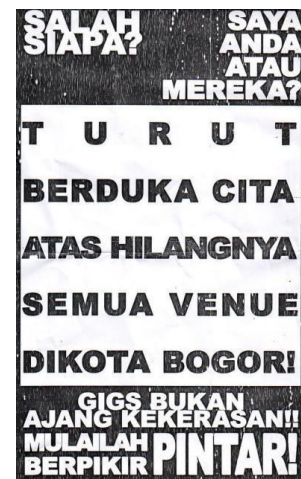 SALAH
SIAPA?
SAYA
ANDA
ATAU
MEREKA?
T U R U T
BERDUKA CITA
ATAS HILANGNYA
SEMUA VENUE
DIKOTA BOGOR!
GIGS BUKAN
AJANG KEKERASAN!!
MULAILAH
BERPIKIR PINTAR!